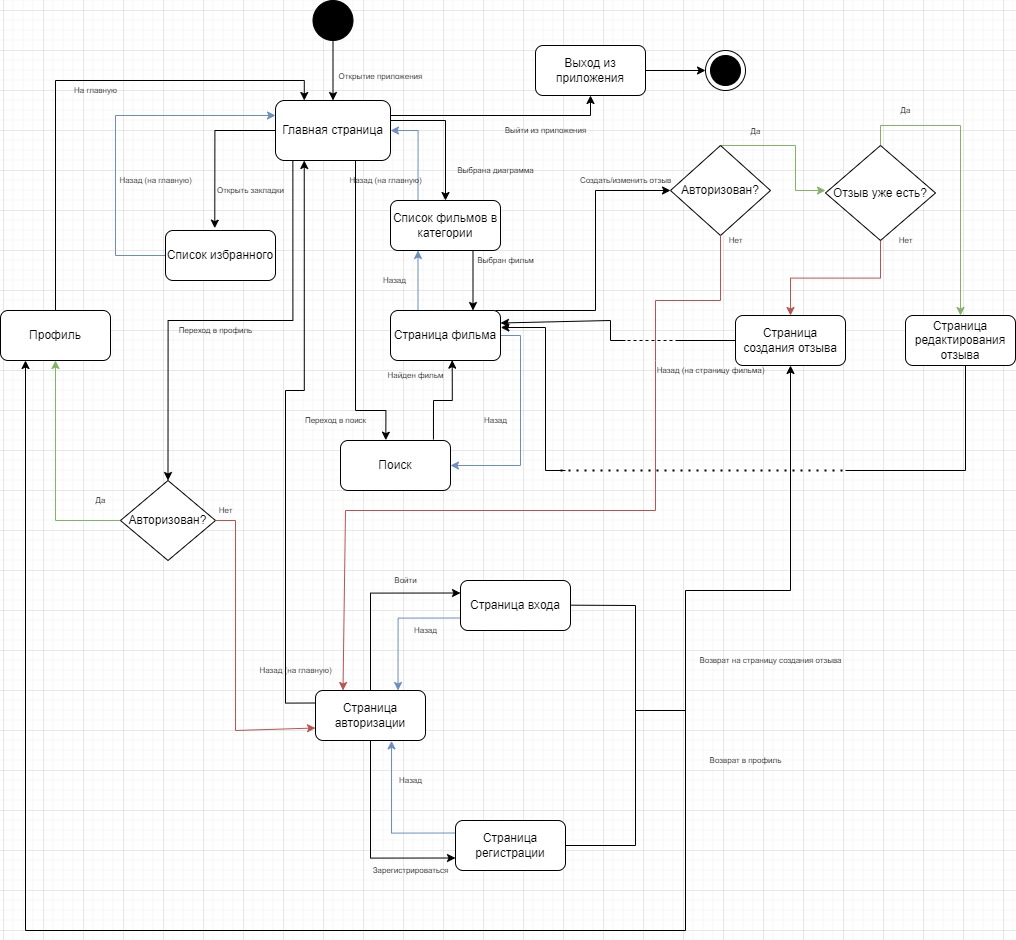 Выход из
приложения
Открытие приложения
На главную
Главная страница
Выйти из приложения
Да
Да
Назад (на главную)
Открыть закладки
Назад (на главную)
Выбрана диаграмма
Создать/изменить отзыв
Авторизован?
Отзыв уже есть?
Список фильмов в
категории
Нет
Нет
Список избранного
Выбран фильм
Назад
Профиль
Переход в профиль
Страница фильма
Страница
создания отзыва
Страница
редактирования
отзыва
Найден фильм
Назад (на страницу фильма)
Переход в поиск
Назад
Поиск
Да
Нет
Авторизован?
Войти
Страница входа
Назад
Назад (на главную)
Возврат на страницу создания отзыва
Страница
авторизации
Назад
Возврат в профиль
Страница
регистрации
Зарегистрироваться